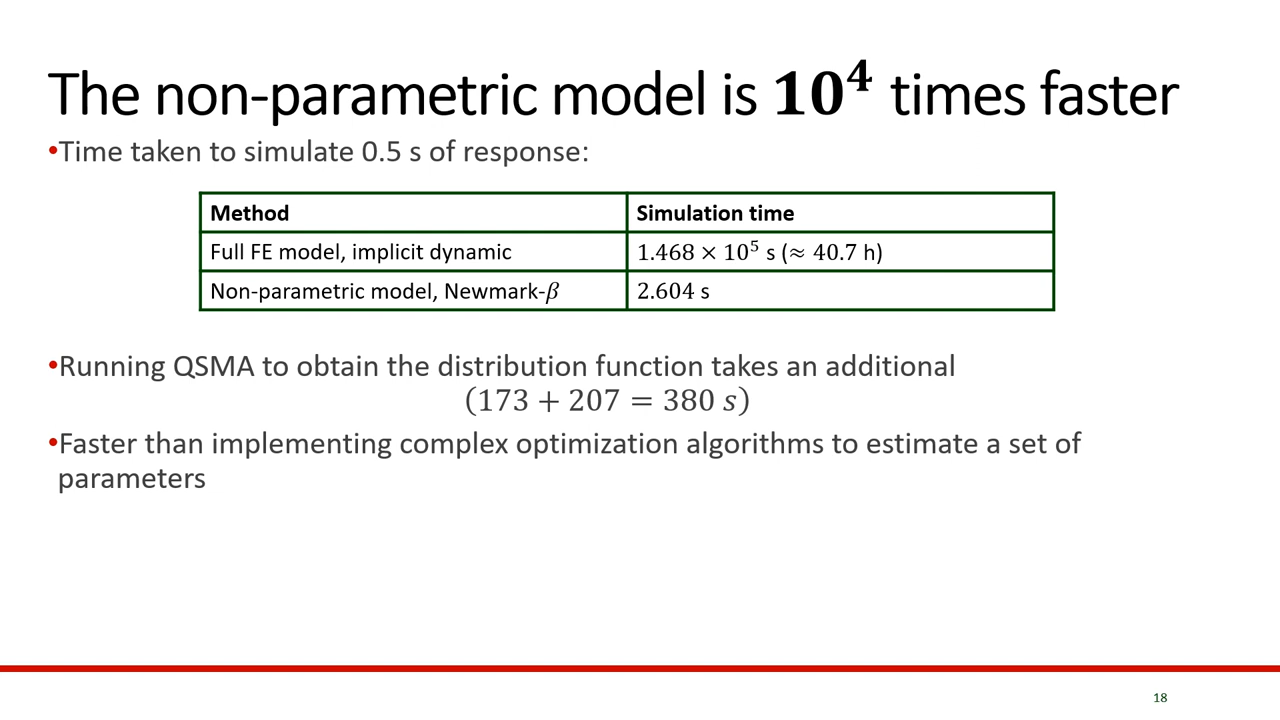 The non-parametric model is 𝟏𝟎⁴ times faster
•Time taken to simulate 0.5 s of response:
Method Simulation time
Full FE model, implicit dynamic 1.468 × 10⁵ s (≈ 40.7 h)
Non-parametric model, Newmark-𝛽 2.604 s
•Running QSMA to obtain the distribution function takes an additional
(173 + 207 = 380 𝑠)
•Faster than implementing complex optimization algorithms to estimate a set of
parameters
18